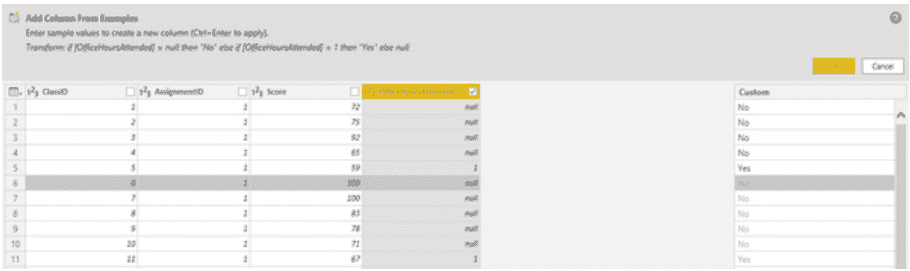 Add Column From Examples
Enter sample values to create a new column (Ctrl+Enter to apply).
Transform: if [OfficeHoursAttended] = null then "No" else if [OfficeHoursAttended] = 1 then "Yes" else null
Cancel
1²3 ClassID 1²3 AssignmentID 1²3 Score Custom
1 1 1 72 null No
2 2 1 75 null No
3 3 1 92 null No
4 4 1 65 null No
5 5 1 59 1 Yes
6 6 1 100 null No
7 7 1 100 null No
8 8 1 83 null No
9 9 1 78 null No
10 10 1 71 null No
11 11 1 67 1 Yes